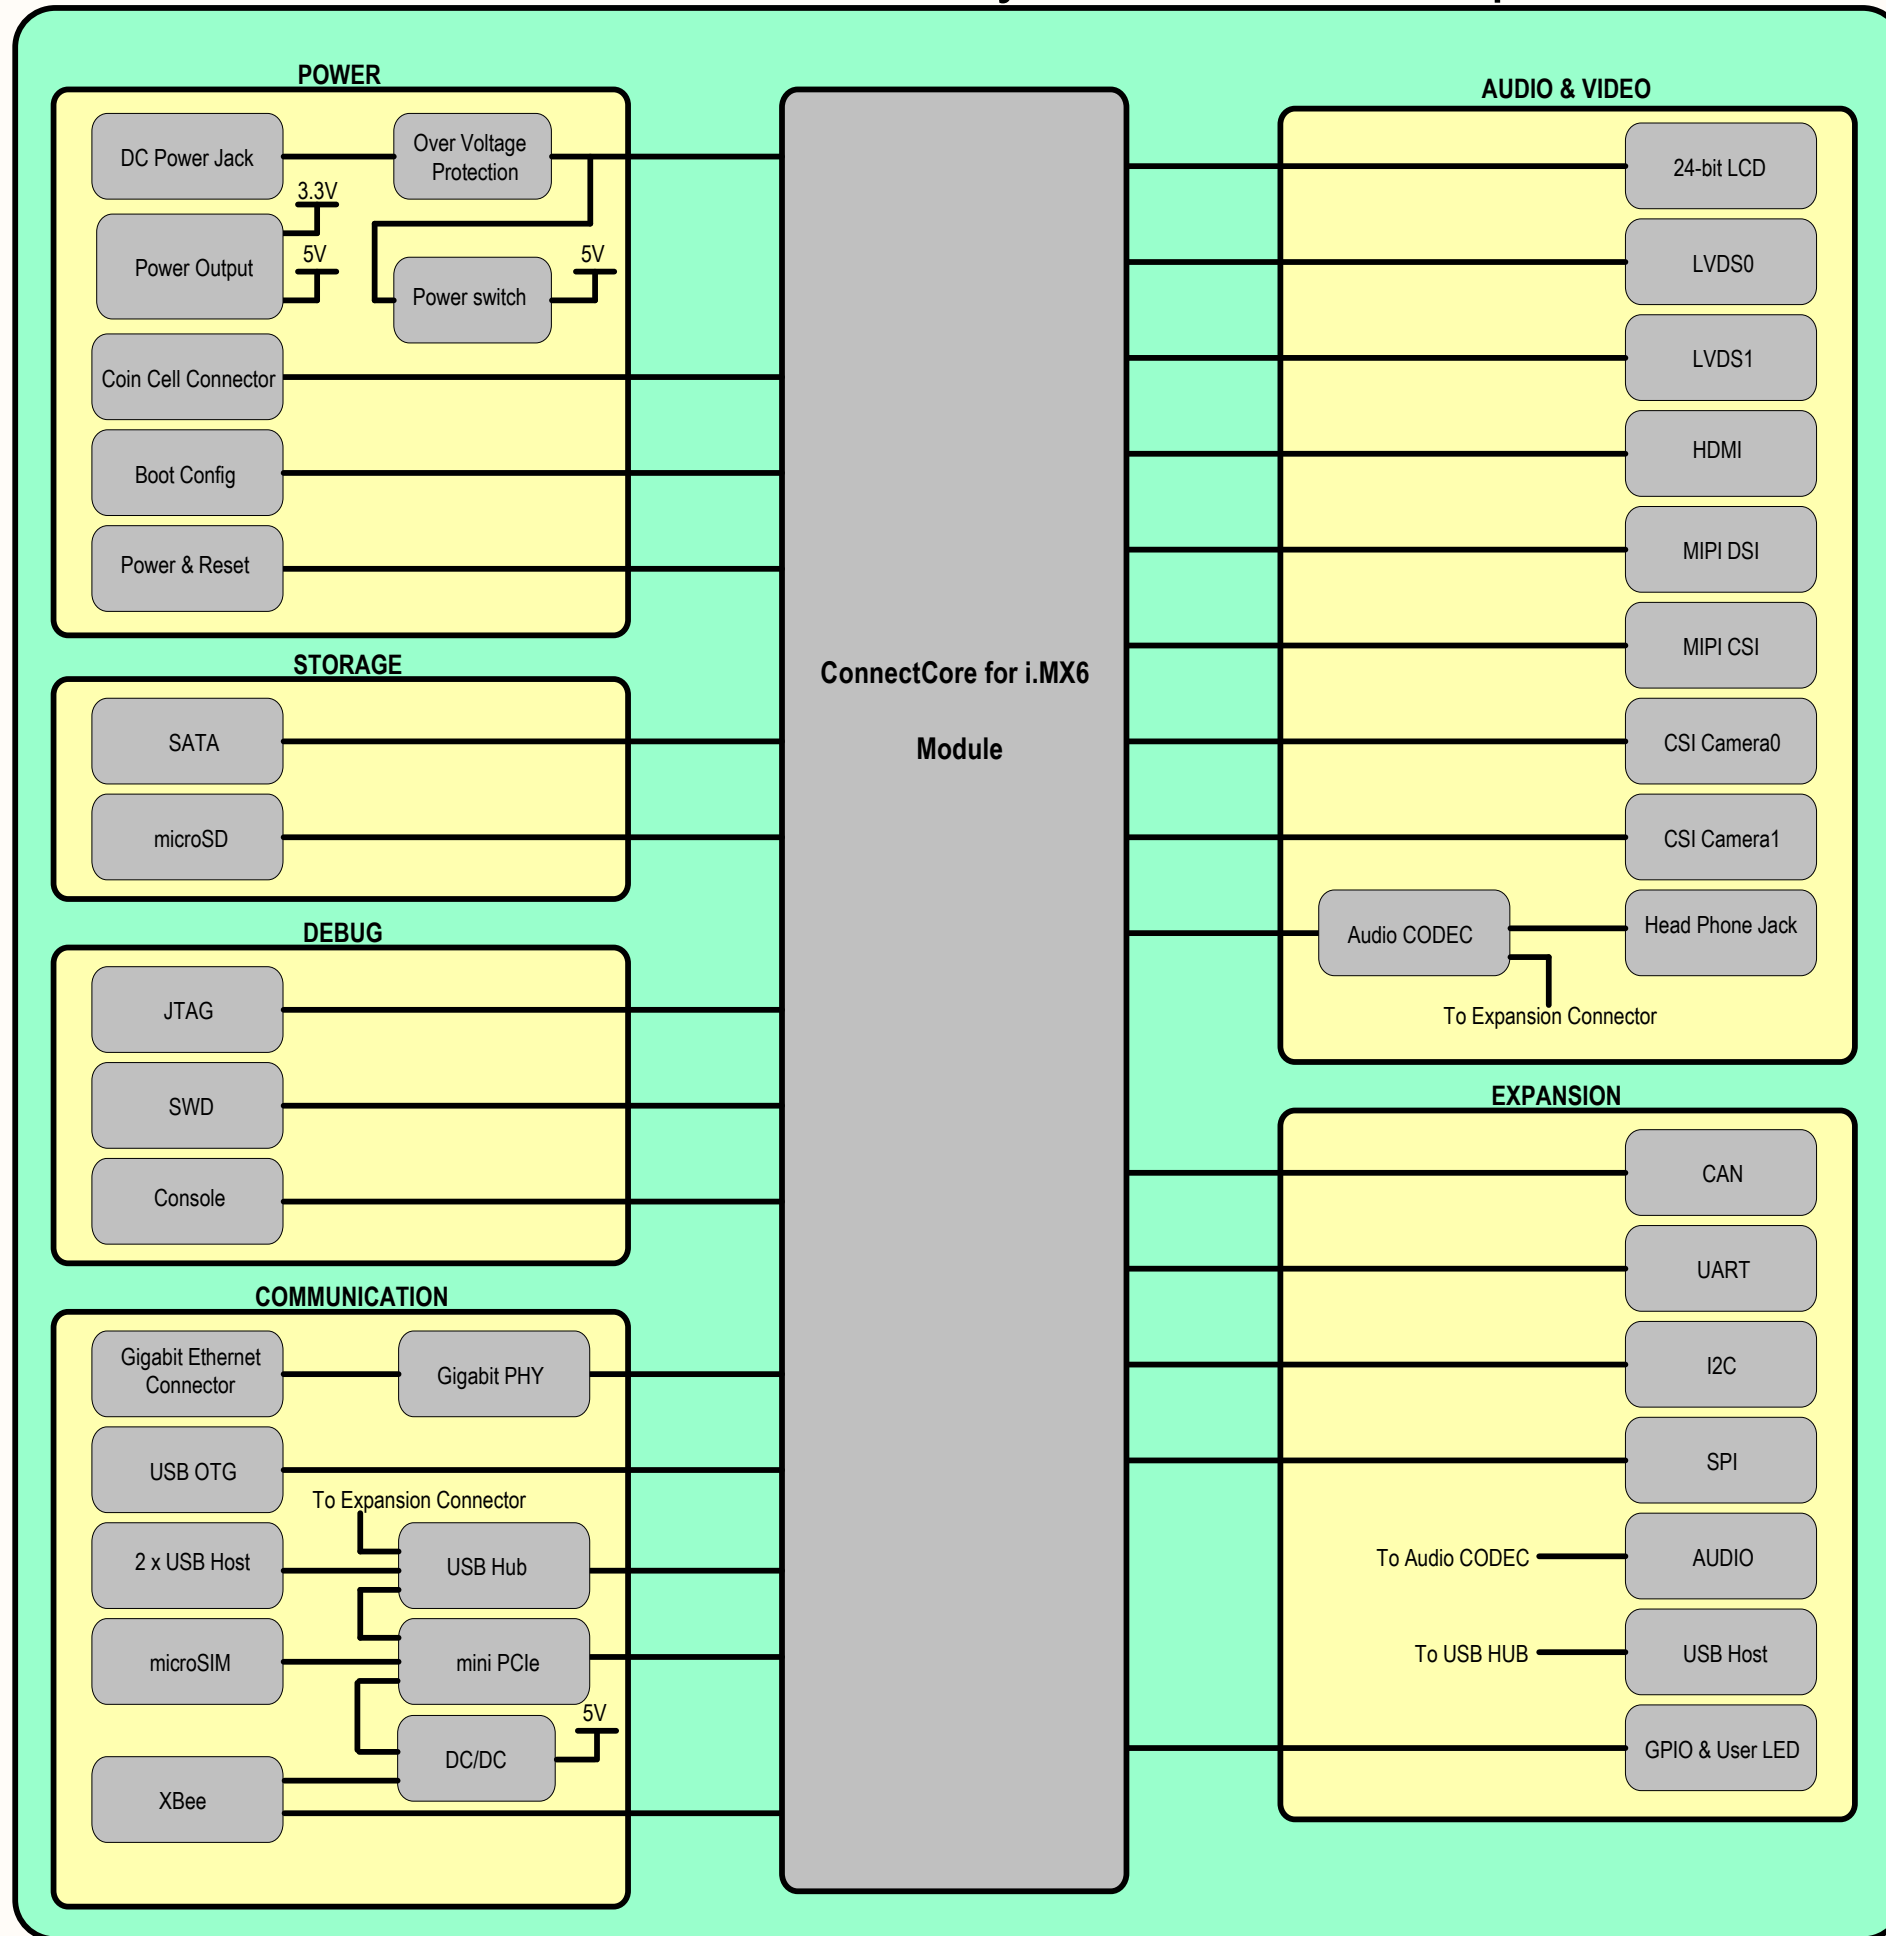 POWER
DC Power Jack
Over Voltage
Protection
3.3V
Power Output
5V
5V
Power switch
Coin Cell Connector
Boot Config
Power & Reset
STORAGE
SATA
microSD
DEBUG
JTAG
SWD
Console
COMMUNICATION
Gigabit Ethernet
Connector
Gigabit PHY
USB OTG
To Expansion Connector
2 x USB Host
USB Hub
microSIM
mini PCIe
5V
DC/DC
XBee
ConnectCore for i.MX6
Module
AUDIO & VIDEO
24-bit LCD
LVDS0
LVDS1
HDMI
MIPI DSI
MIPI CSI
CSI Camera0
CSI Camera1
Audio CODEC
Head Phone Jack
To Expansion Connector
EXPANSION
CAN
UART
I2C
SPI
To Audio CODEC
AUDIO
To USB HUB
USB Host
GPIO & User LED